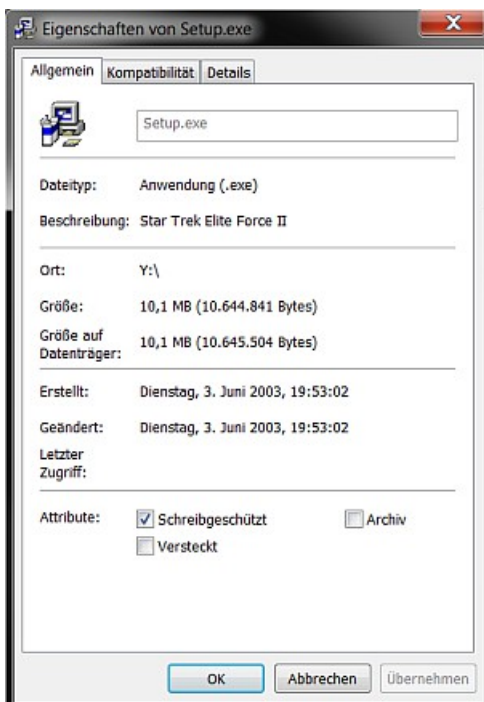 Eigenschaften von Setup.exe
Allgemein Kompatibilität Details
Setup.exe
Dateityp: Anwendung (.exe)
Beschreibung: Star Trek Elite Force II
Ort: Y:\
Größe: 10,1 MB (10.644.841 Bytes)
Größe auf
Datenträger: 10,1 MB (10.645.504 Bytes)
Erstellt: Dienstag, 3. Juni 2003, 19:53:02
Geändert: Dienstag, 3. Juni 2003, 19:53:02
Letzter
Zugriff:
Attribute: Schreibgeschützt Archiv
Versteckt
OK Abbrechen Übernehmen